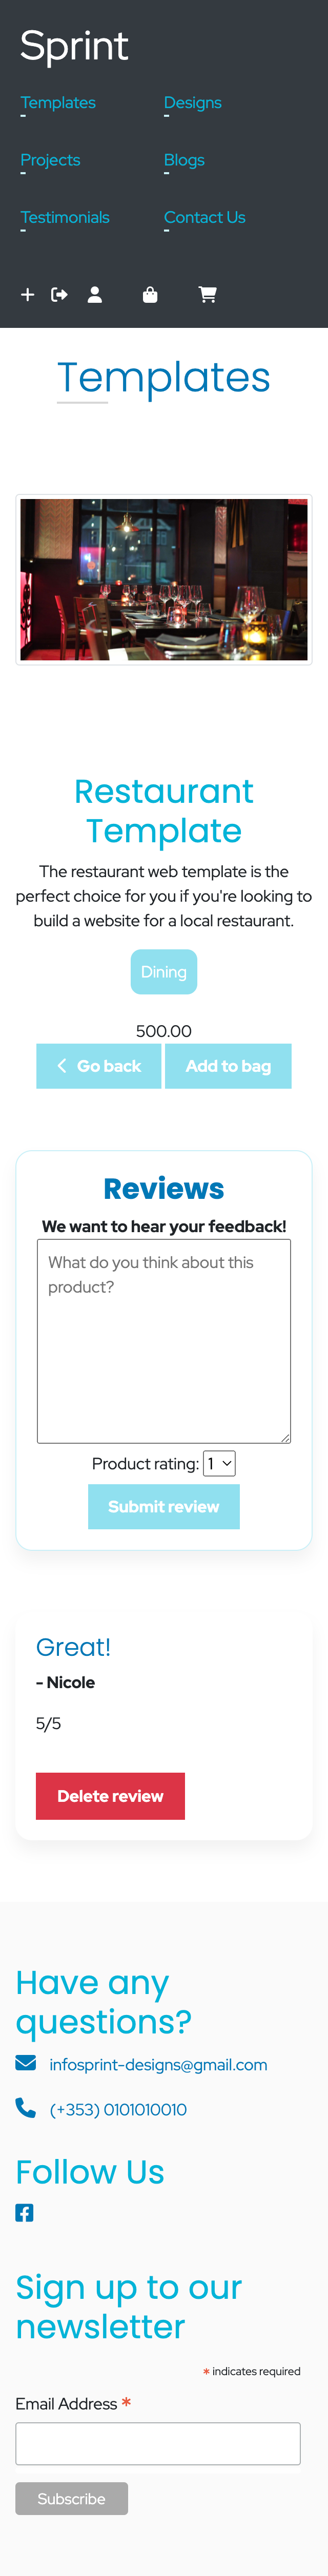 Sprint
Templates Designs
Projects Blogs
Testimonials Contact Us
Templates
Restaurant
Template
The restaurant web template is the
perfect choice for you if you're looking to
build a website for a local restaurant.
Dining
500.00
Go back Add to bag
Reviews
We want to hear your feedback!
What do you think about this
product?
Product rating: 1
Submit review
Great!
- Nicole
5/5
Delete review
Have any
questions?
infosprint-designs@gmail.com
(+353) 0101010010
Follow Us
Sign up to our
newsletter
* indicates required
Email Address *
Subscribe